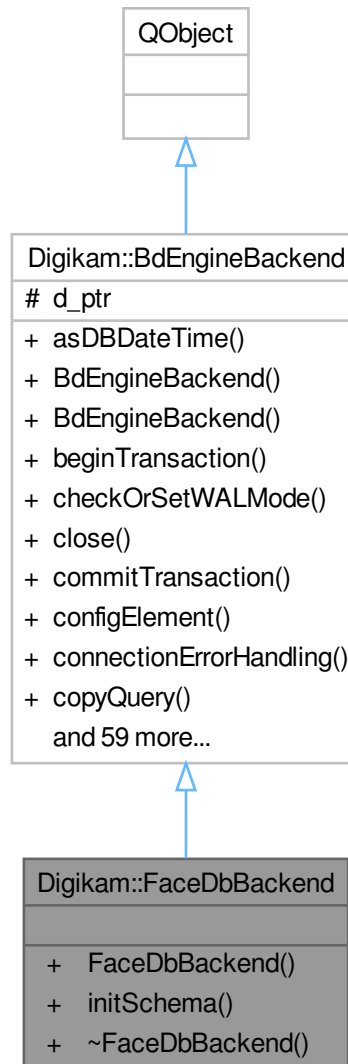 QObject
Digikam::BdEngineBackend
# d_ptr
+ asDBDateTime()
+ BdEngineBackend()
+ BdEngineBackend()
+ beginTransaction()
+ checkOrSetWALMode()
+ close()
+ commitTransaction()
+ configElement()
+ connectionErrorHandling()
+ copyQuery()
and 59 more...
Digikam::FaceDbBackend
+ FaceDbBackend()
+ initSchema()
+ ~FaceDbBackend()